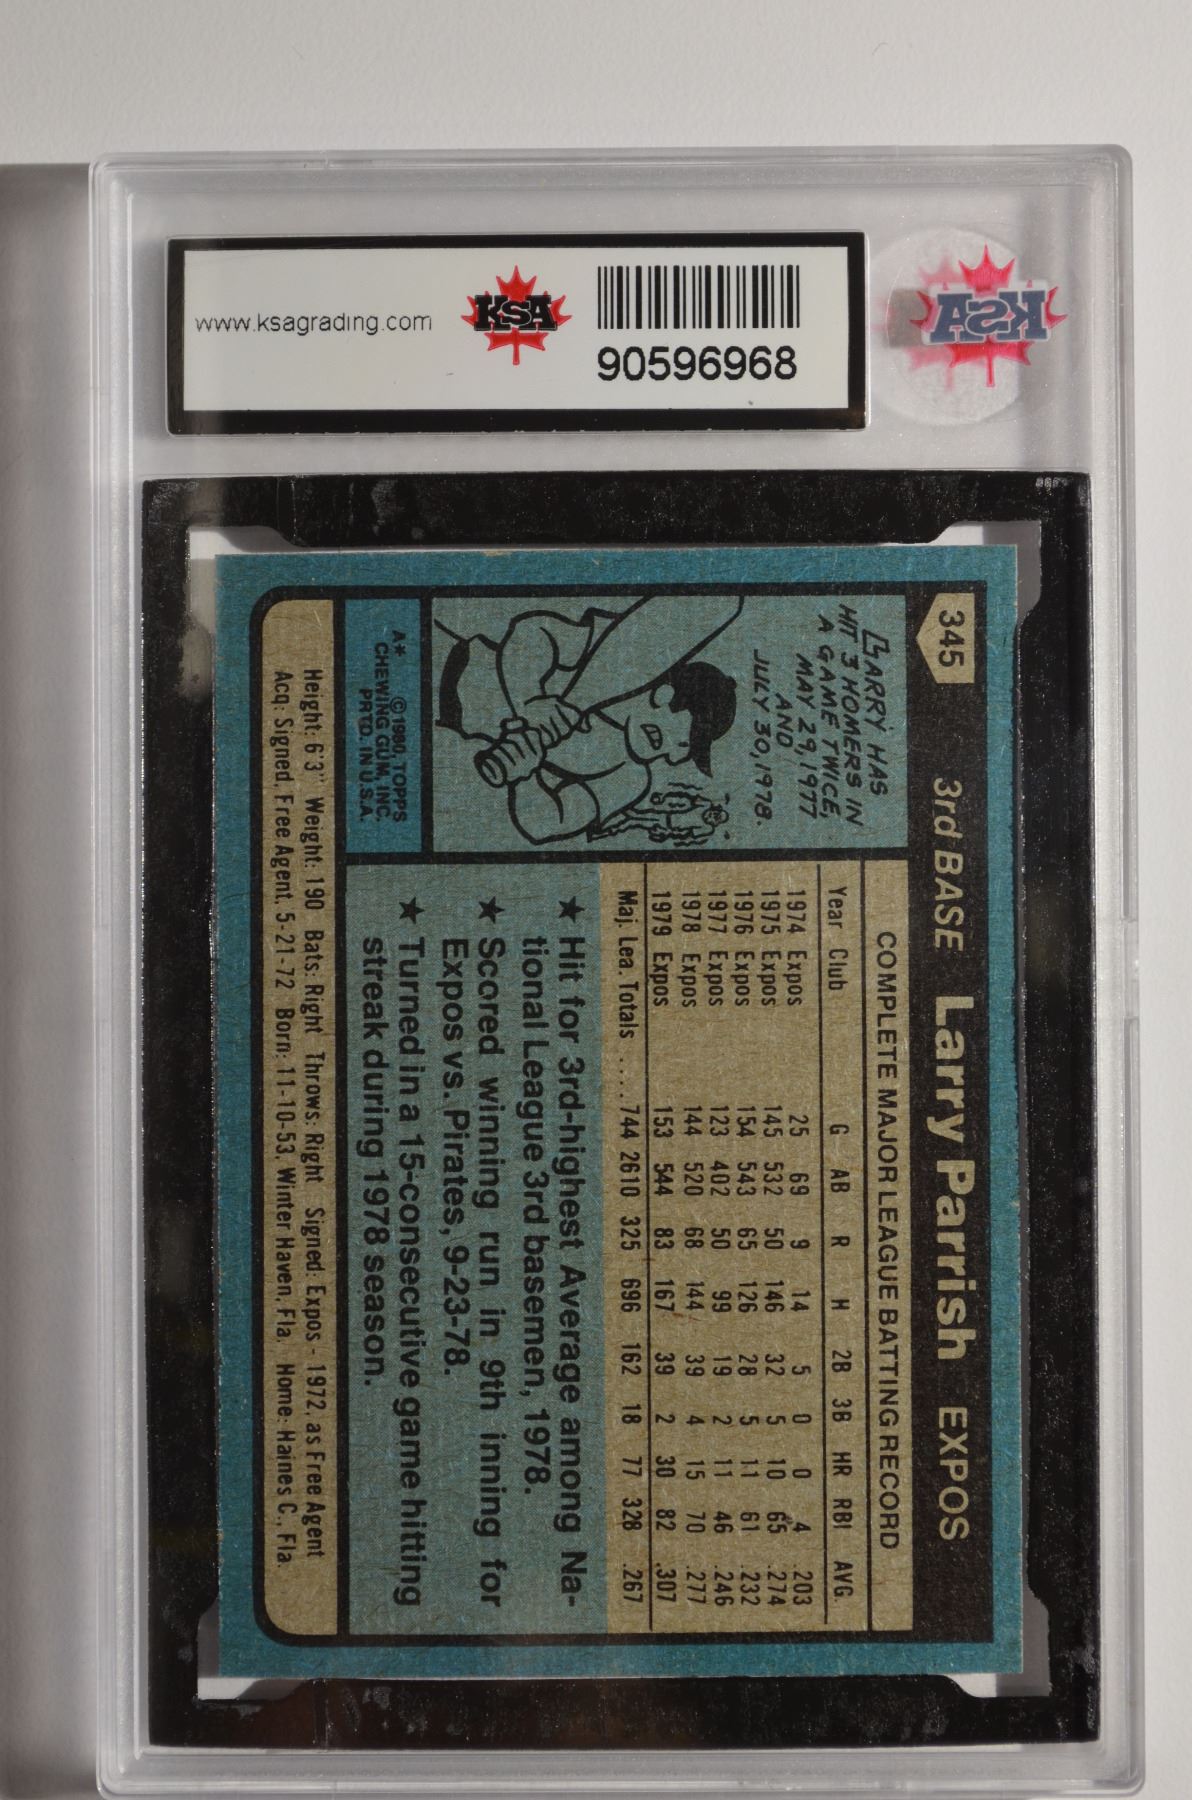 www.ksagrading.com
KSA
90596968
KSA
345 3rd BASE Larry Parrish EXPOS
LARRY HAS
HIT 3 HOMERS IN
A GAME TWICE,
MAY 29, 1977
AND
JULY 30, 1978.
A* © 1980, TOPPS
CHEWING GUM, INC.
PRTD. IN U.S.A.
COMPLETE MAJOR LEAGUE BATTING RECORD
Year Club G AB R H 2B 3B HR RBI AVG.
1974 Expos 25 69 9 14 5 0 0 4 .203
1975 Expos 145 532 50 146 32 5 10 65 .274
1976 Expos 154 543 65 126 28 5 11 61 .232
1977 Expos 123 402 50 99 19 2 11 46 .246
1978 Expos 144 520 68 144 39 4 15 70 .277
1979 Expos 153 544 83 167 39 2 30 82 .307
Maj. Lea. Totals .... 744 2610 325 696 162 18 77 328 .267
★ Hit for 3rd-highest Average among Na-
tional League 3rd basemen, 1978.
★ Scored winning run in 9th inning for
Expos vs. Pirates, 9-23-78.
★ Turned in a 15-consecutive game hitting
streak during 1978 season.
Height: 6'3" Weight: 190 Bats: Right Throws: Right Signed: Expos - 1972, as Free Agent
Acq: Signed, Free Agent, 5-21-72 Born: 11-10-53, Winter Haven, Fla. Home: Haines C., Fla.